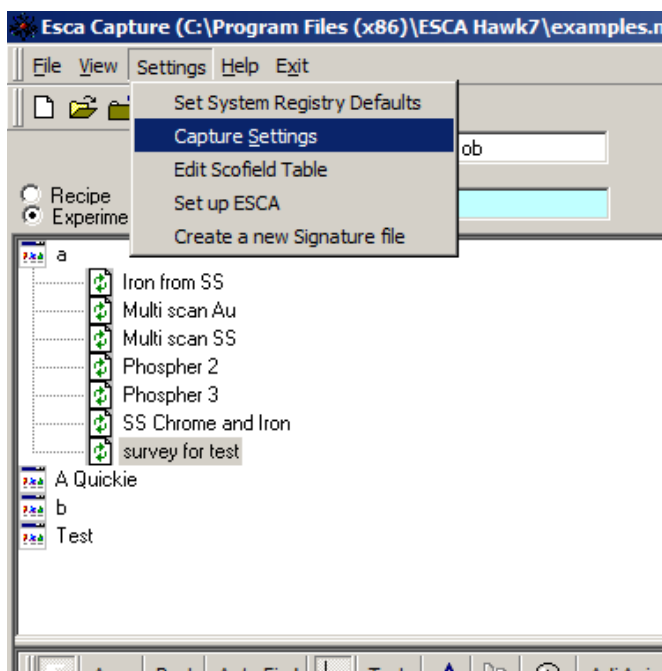 Esca Capture (C:\Program Files (x86)\ESCA Hawk7\examples.
File View Settings Help Exit
Set System Registry Defaults
Capture Settings
ob
Edit Scofield Table
Recipe
Set up ESCA
Experime
Create a new Signature file
a
Iron from SS
Multi scan Au
Multi scan SS
Phospher 2
Phospher 3
SS Chrome and Iron
survey for test
A Quickie
b
Test